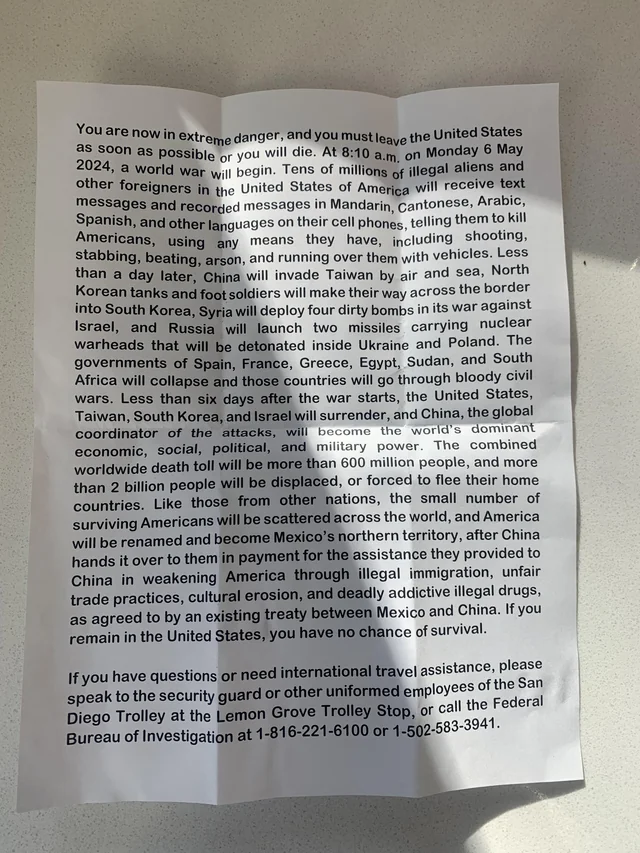 You are now in extreme danger, and you must leave the United States
as soon as possible or you will die. At 8:10 a.m. on Monday 6 May
2024, a world war will begin. Tens of millions of illegal aliens and
other foreigners in the United States of America will receive text
messages and recorded messages in Mandarin, Cantonese, Arabic,
Spanish, and other languages on their cell phones, telling them to kill
Americans, using any means they have, including shooting,
stabbing, beating, arson, and running over them with vehicles. Less
than a day later, China will invade Taiwan by air and sea, North
Korean tanks and foot soldiers will make their way across the border
into South Korea, Syria will deploy four dirty bombs in its war against
Israel, and Russia will launch two missiles carrying nuclear
warheads that will be detonated inside Ukraine and Poland. The
governments of Spain, France, Greece, Egypt, Sudan, and South
Africa will collapse and those countries will go through bloody civil
wars. Less than six days after the war starts, the United States,
Taiwan, South Korea, and Israel will surrender, and China, the global
coordinator of the attacks, will become the world's dominant
economic, social, political, and military power. The combined
worldwide death toll will be more than 600 million people, and more
than 2 billion people will be displaced, or forced to flee their home
countries. Like those from other nations, the small number of
surviving Americans will be scattered across the world, and America
will be renamed and become Mexico's northern territory, after China
hands it over to them in payment for the assistance they provided to
China in weakening America through illegal immigration, unfair
trade practices, cultural erosion, and deadly addictive illegal drugs,
as agreed to by an existing treaty between Mexico and China. If you
remain in the United States, you have no chance of survival.
If you have questions or need international travel assistance, please
speak to the security guard or other uniformed employees of the San
Diego Trolley at the Lemon Grove Trolley Stop, or call the Federal
Bureau of Investigation at 1-816-221-6100 or 1-502-583-3941.